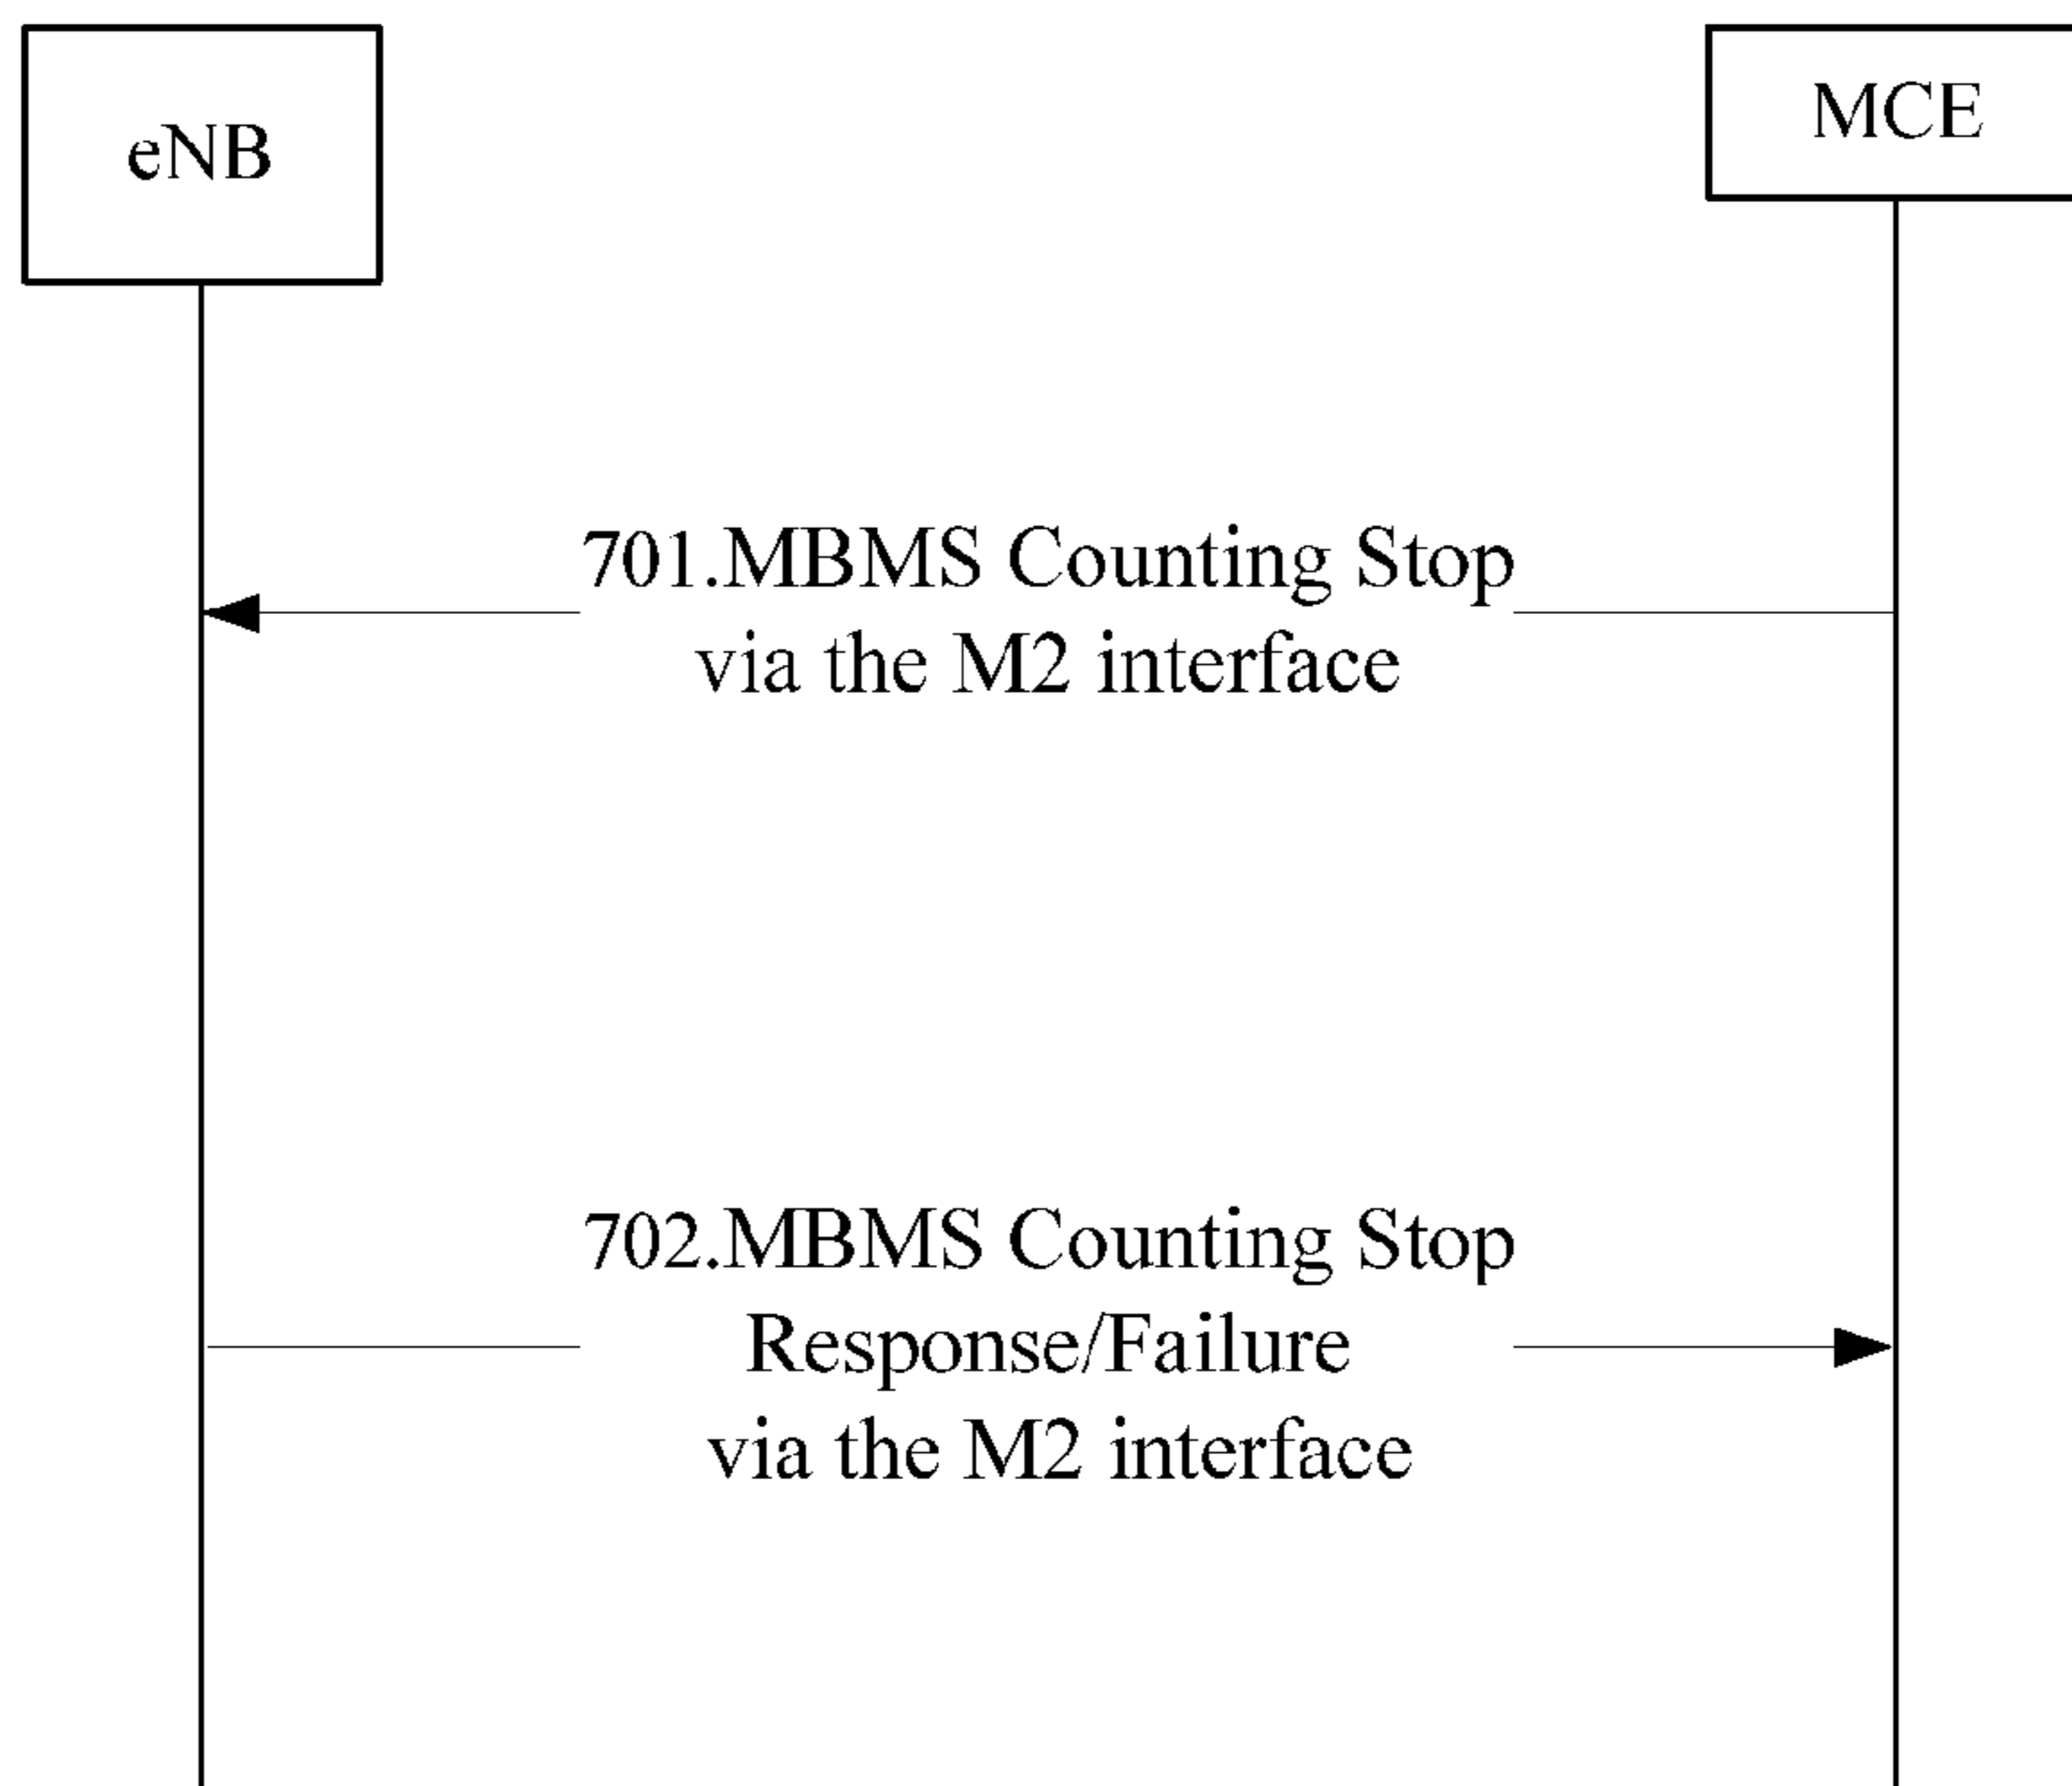 eNB
MCE
701.MBMS Counting Stop
via the M2 interface
702.MBMS Counting Stop
Response/Failure
via the M2 interface